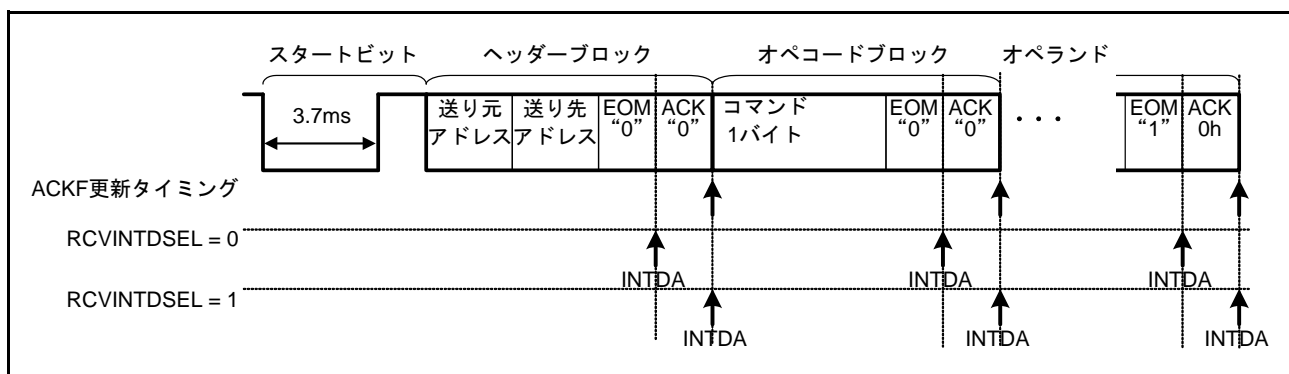 スタートビット ヘッダーブロック オペコードブロック オペランド
3.7ms 送り元アドレス 送り先アドレス EOM “0” ACK “0” コマンド 1バイト EOM “0” ACK “0” ・・・ EOM “1” ACK 0h
ACKF更新タイミング
RCVINTDSEL = 0
INTDA INTDA INTDA
RCVINTDSEL = 1
INTDA INTDA INTDA